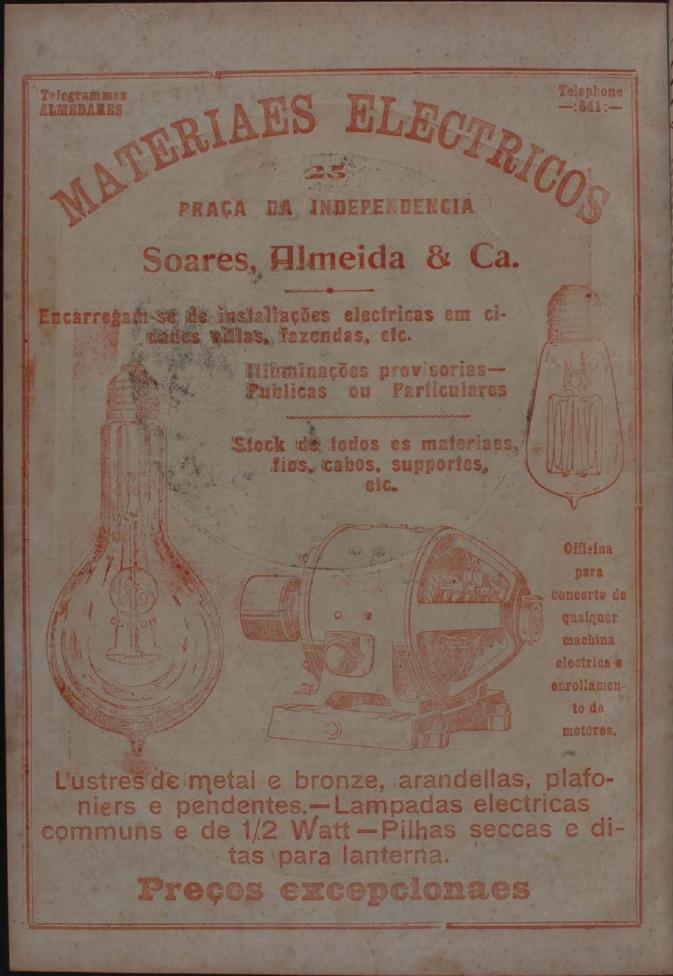 Telegrammas
ALMEDARES
Telephone
—:641:—
MATERIAES ELECTRICOS
25
PRAÇA DA INDEPENDENCIA
Soares, Almeida & Ca.
Encarregam-se de installações electricas em ci-
dades villas, fazendas, etc.
Illuminações provisorias—
Publicas ou Particulares
Stock de todos os materiaes,
fios, cabos, supportes,
etc.
Officina
para
concerto de
qualquer
machina
electrica e
enrollamen-
to de
motores.
Lustres de metal e bronze, arandellas, plafo-
niers e pendentes.—Lampadas electricas
communs e de 1/2 Watt—Pilhas seccas e di-
tas para lanterna.
Preços excepcionaes